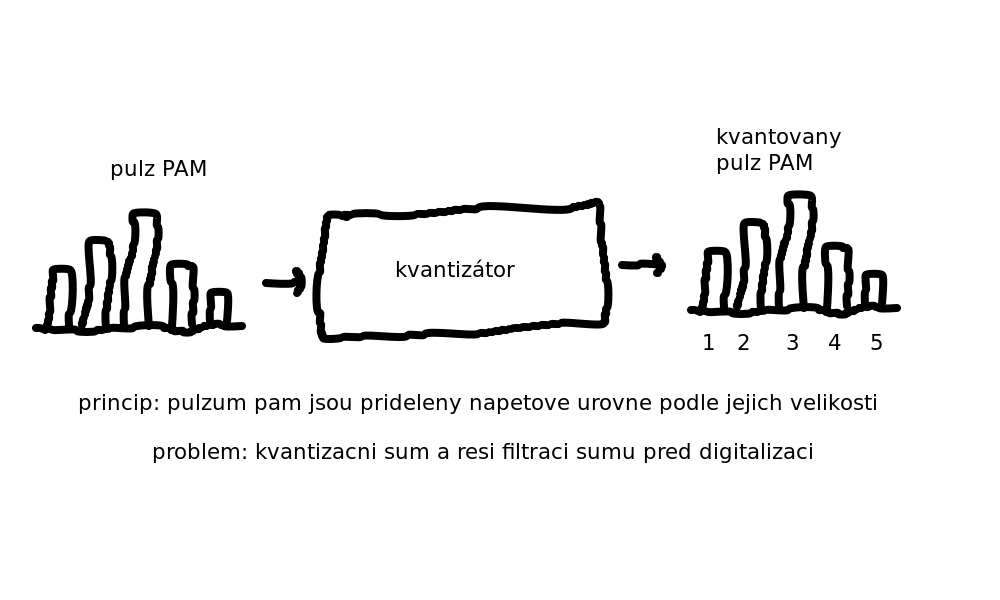 pulz PAM
kvantizátor
kvantovany
pulz PAM
1 2 3 4 5
princip: pulzum pam jsou prideleny napetove urovne podle jejich velikosti
problem: kvantizacni sum a resi filtraci sumu pred digitalizaci